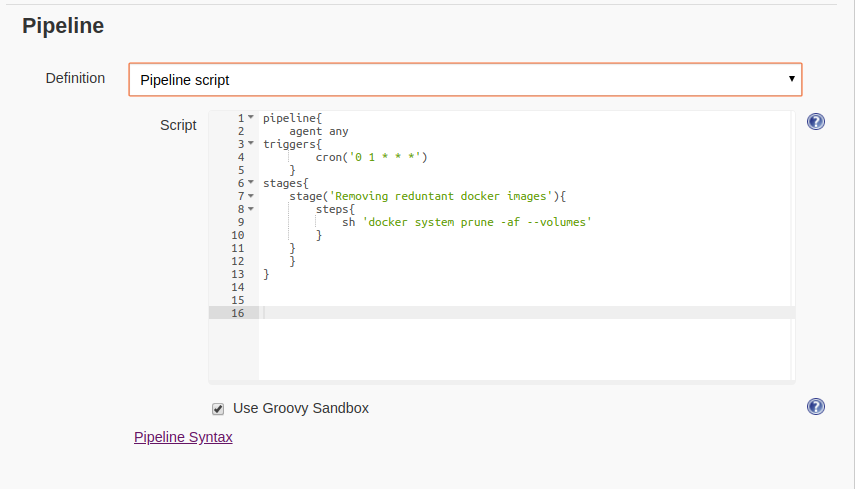 Pipeline
Definition
Pipeline script
Script
1 pipeline{
2     agent any
3 triggers{
4         cron('0 1 * * *')
5     }
6 stages{
7     stage('Removing reduntant docker images'){
8         steps{
9             sh 'docker system prune -af --volumes'
10         }
11     }
12     }
13 }
14
15
16
?
Use Groovy Sandbox
?
Pipeline Syntax